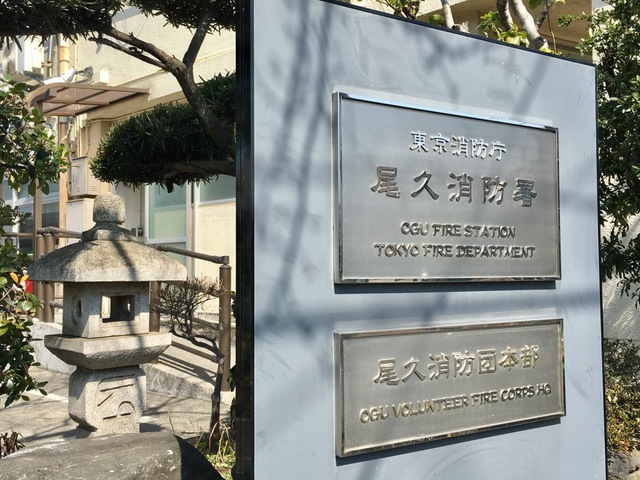 東京消防庁
尾久消防署
OGU FIRE STATION
TOKYO FIRE DEPARTMENT
尾久消防団本部
OGU VOLUNTEER FIRE CORPS HQ